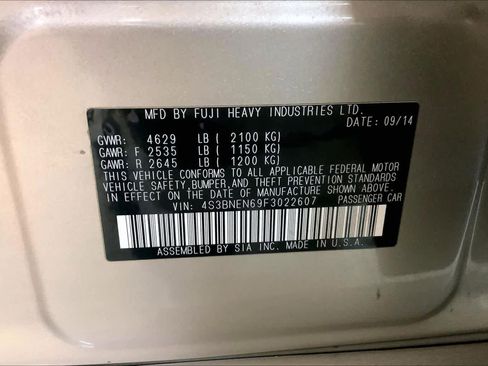 MFD BY FUJI HEAVY INDUSTRIES LTD.
DATE: 09/14
GVWR: 4629 LB ( 2100 KG)
GAWR: F 2535 LB ( 1150 KG)
GAWR: R 2645 LB ( 1200 KG)
THIS VEHICLE CONFORMS TO ALL APPLICABLE FEDERAL MOTOR
VEHICLE SAFETY,BUMPER,AND THEFT PREVENTION STANDARDS
IN EFFECT ON THE DATE OF MANUFACTURE SHOWN ABOVE.
VIN: 4S3BNEN69F3022607 PASSENGER CAR
ASSEMBLED BY SIA INC. MADE IN U.S.A.